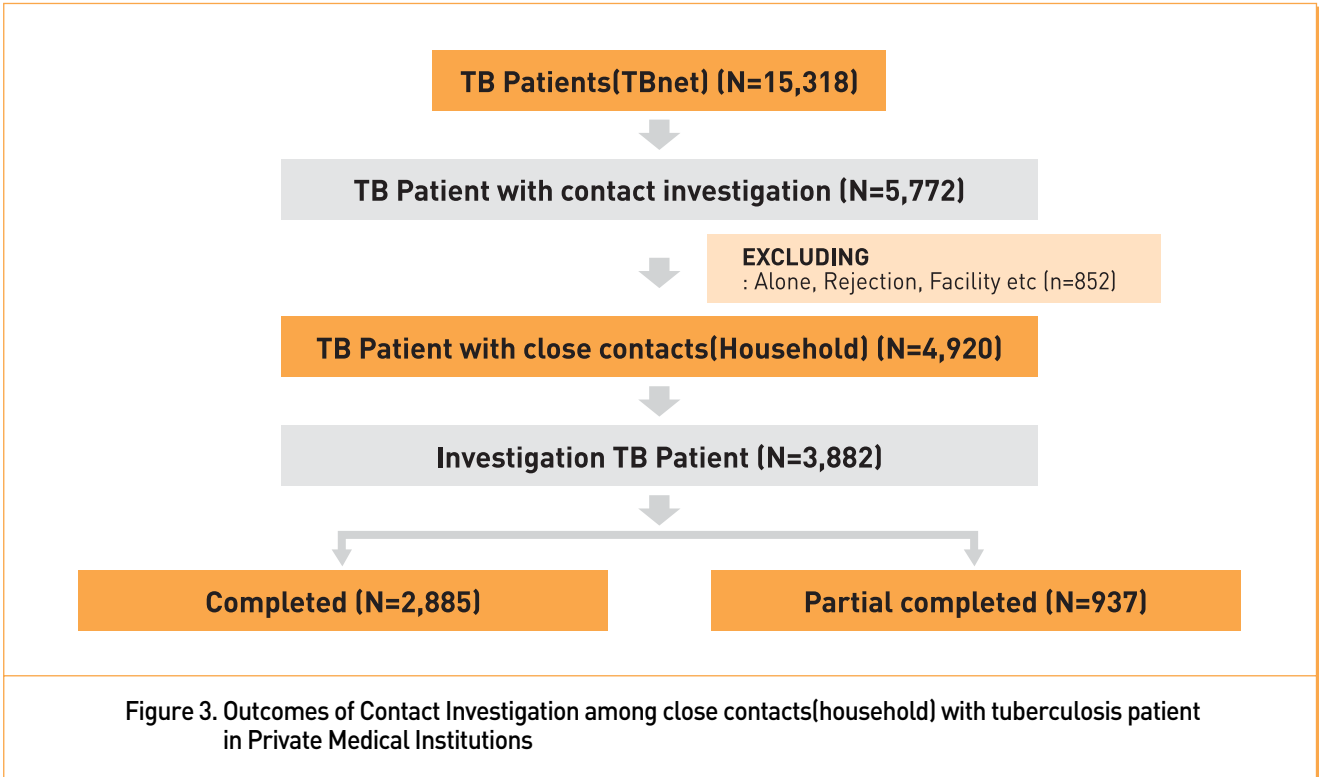 TB Patients(TBnet) (N=15,318)
TB Patient with contact investigation (N=5,772)
EXCLUDING
: Alone, Rejection, Facility etc (n=852)
TB Patient with close contacts(Household) (N=4,920)
Investigation TB Patient (N=3,882)
Completed (N=2,885)
Partial completed (N=937)
Figure 3. Outcomes of Contact Investigation among close contacts(household) with tuberculosis patient
in Private Medical Institutions